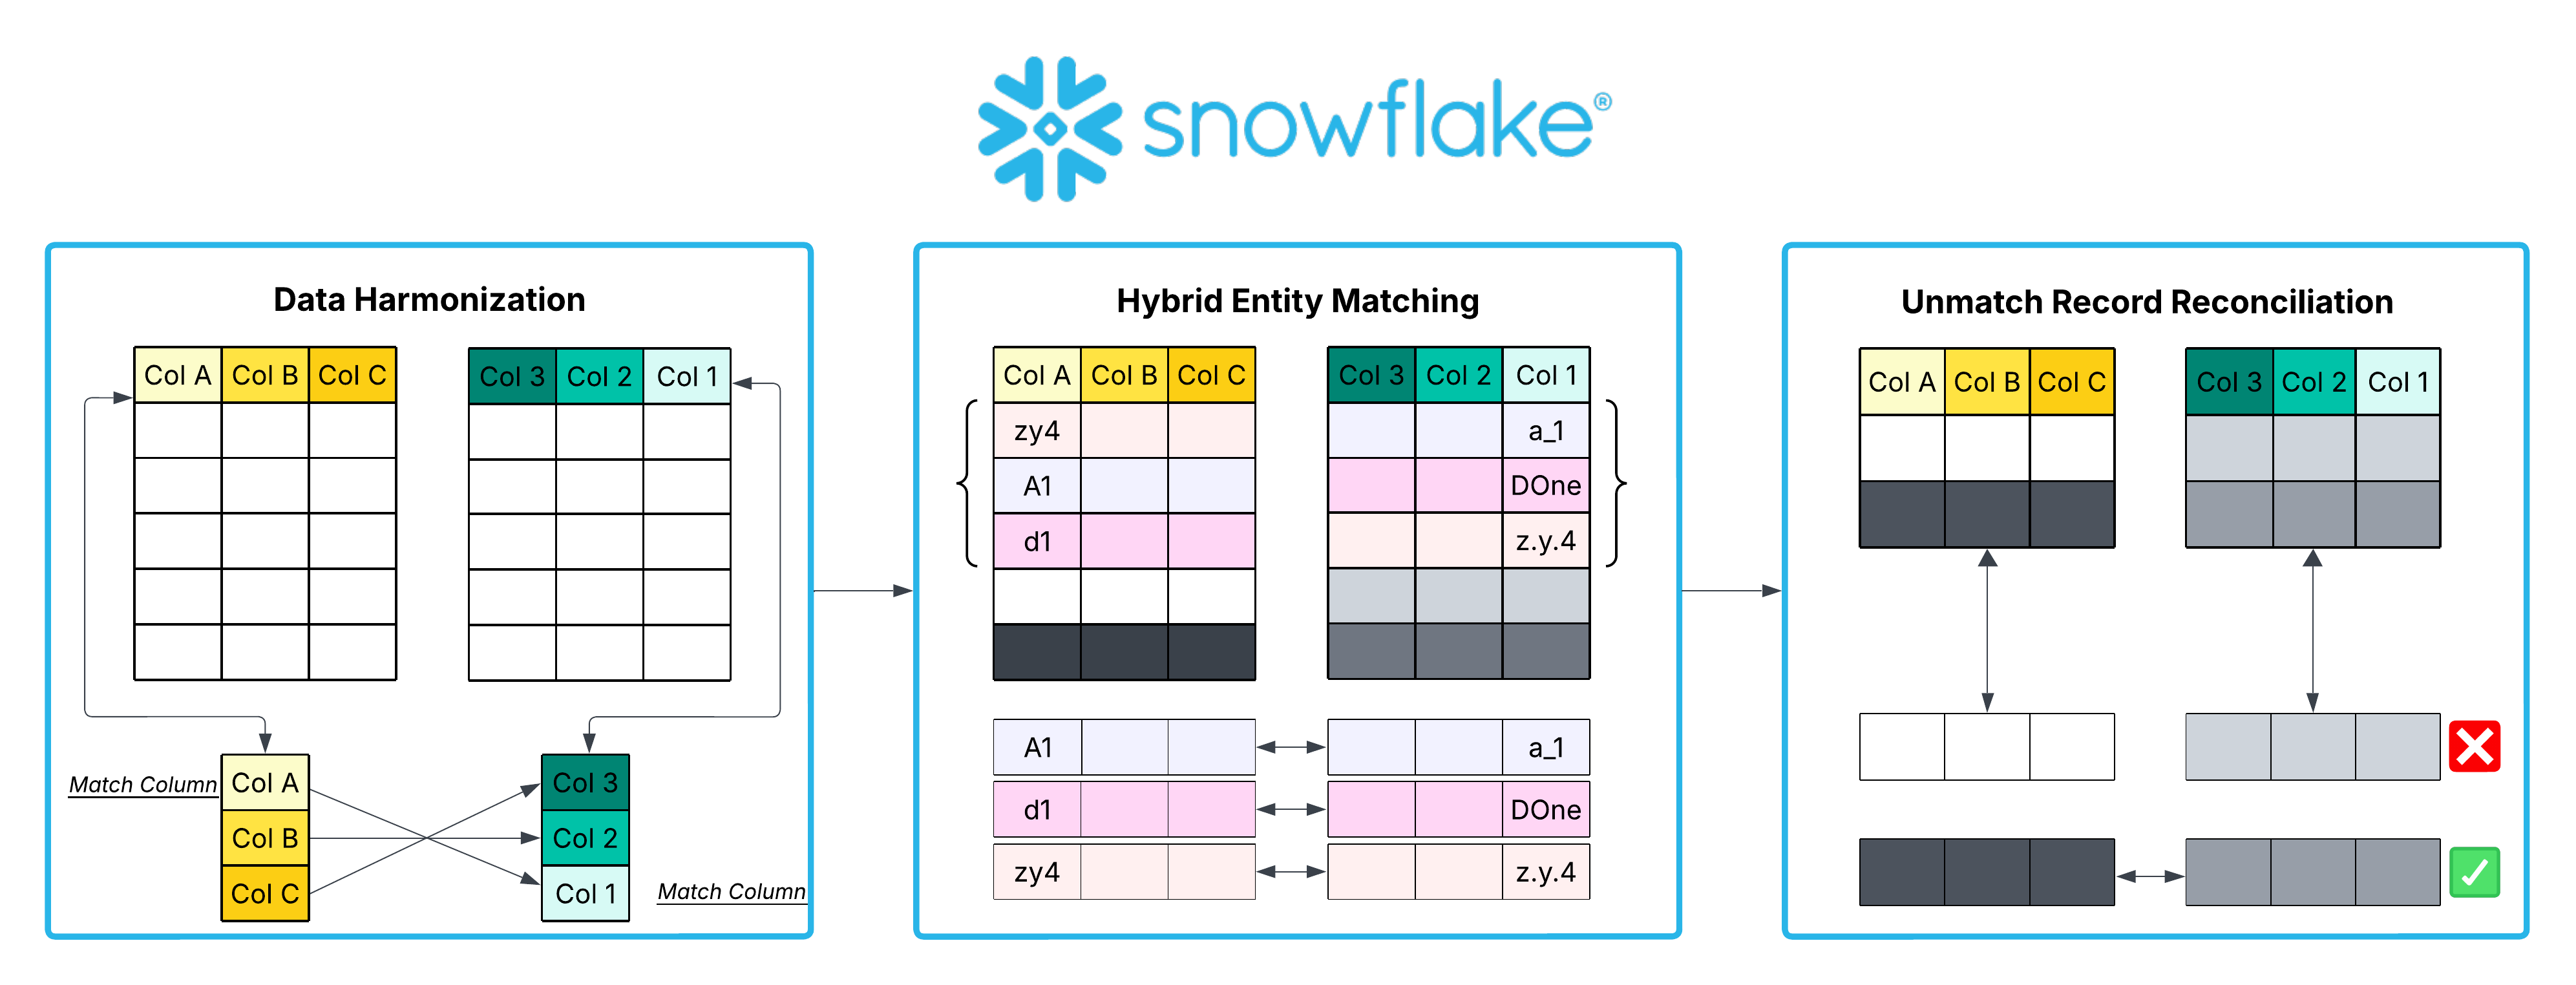 snowflake®
Data Harmonization
Col A Col B Col C
Col 3 Col 2 Col 1
Match Column
Col A
Col B
Col C
Col 3
Col 2
Col 1
Match Column
Hybrid Entity Matching
Col A Col B Col C
zy4
A1
d1
Col 3 Col 2 Col 1
a_1
DOne
z.y.4
A1 a_1
d1 DOne
zy4 z.y.4
Unmatch Record Reconciliation
Col A Col B Col C
Col 3 Col 2 Col 1